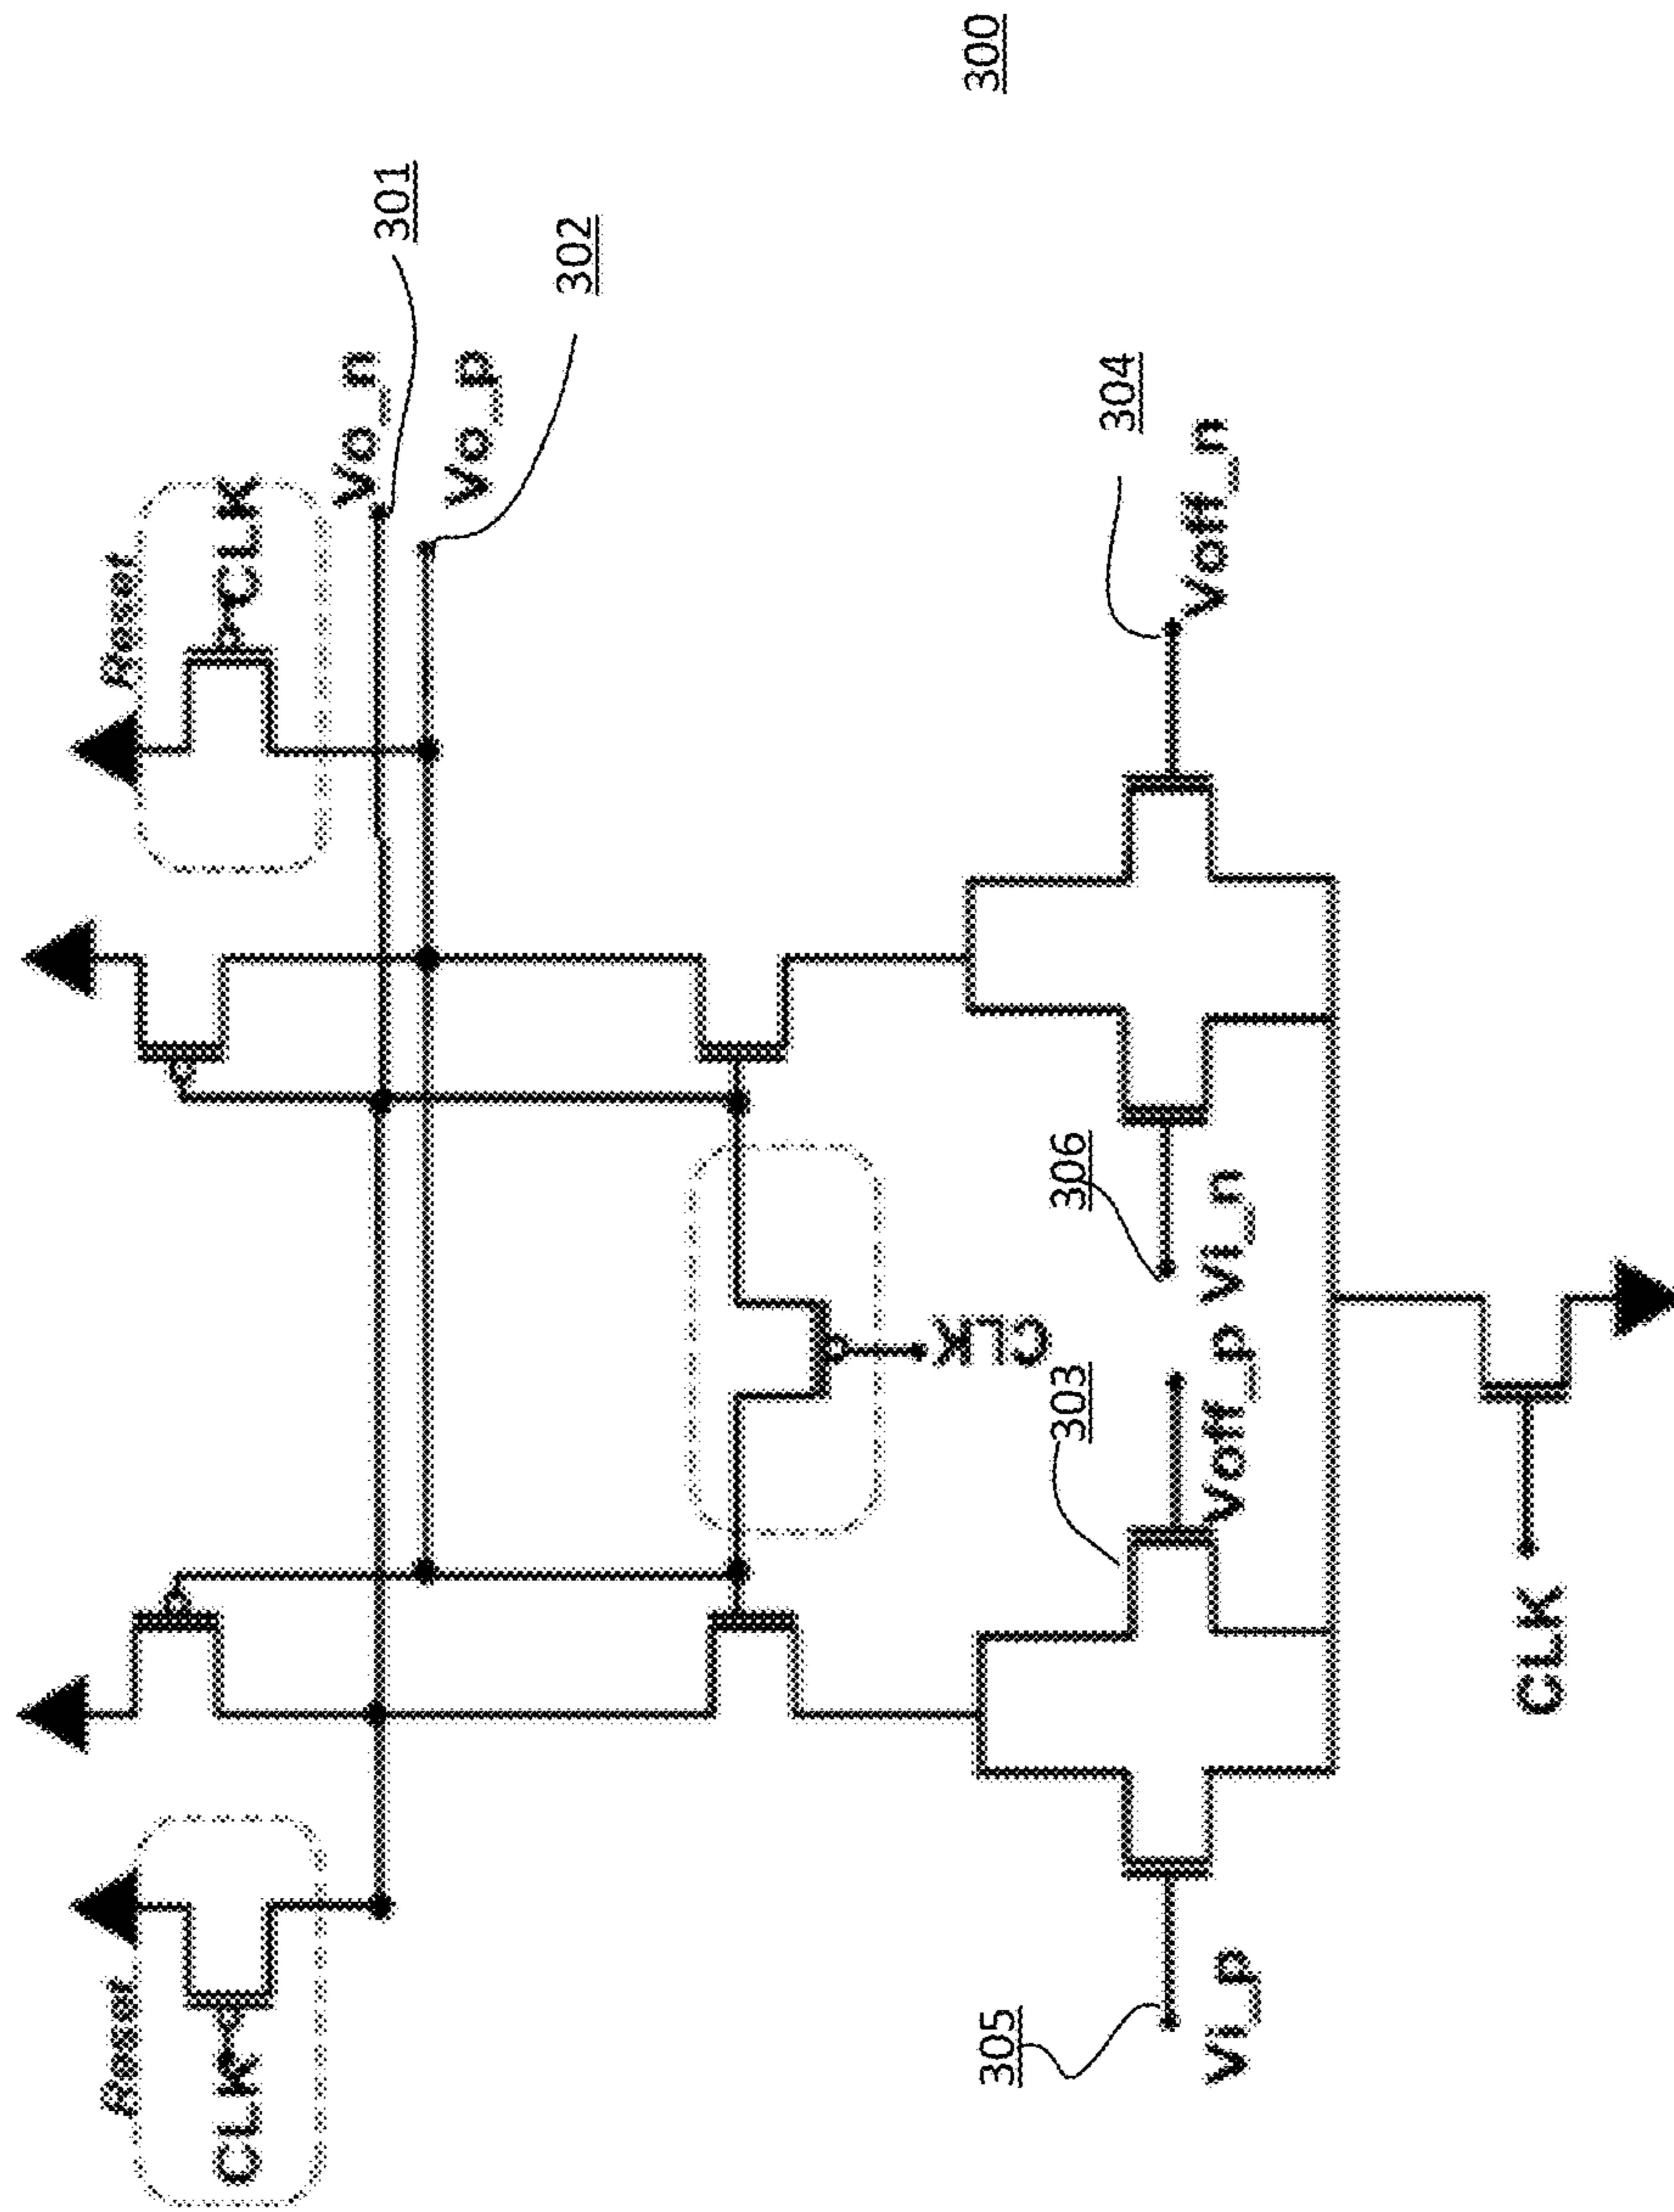 Reset
Reset
CLK
CLK
Vo_n
301
Vo_p
302
CLK
300
305
303
306
304
Vi_p
Voff_p
Vi_n
Voff_n
CLK